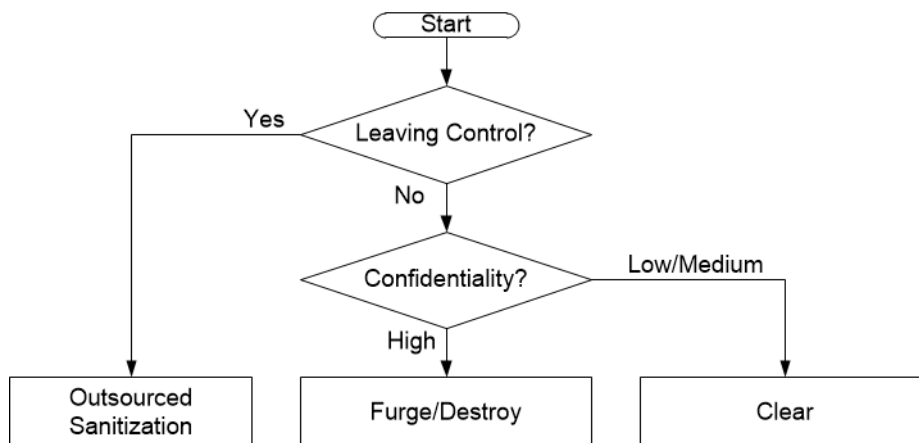 Start
Yes
Leaving Control?
No
Low/Medium
Confidentiality?
High
Outsourced
Sanitization
Furge/Destroy
Clear